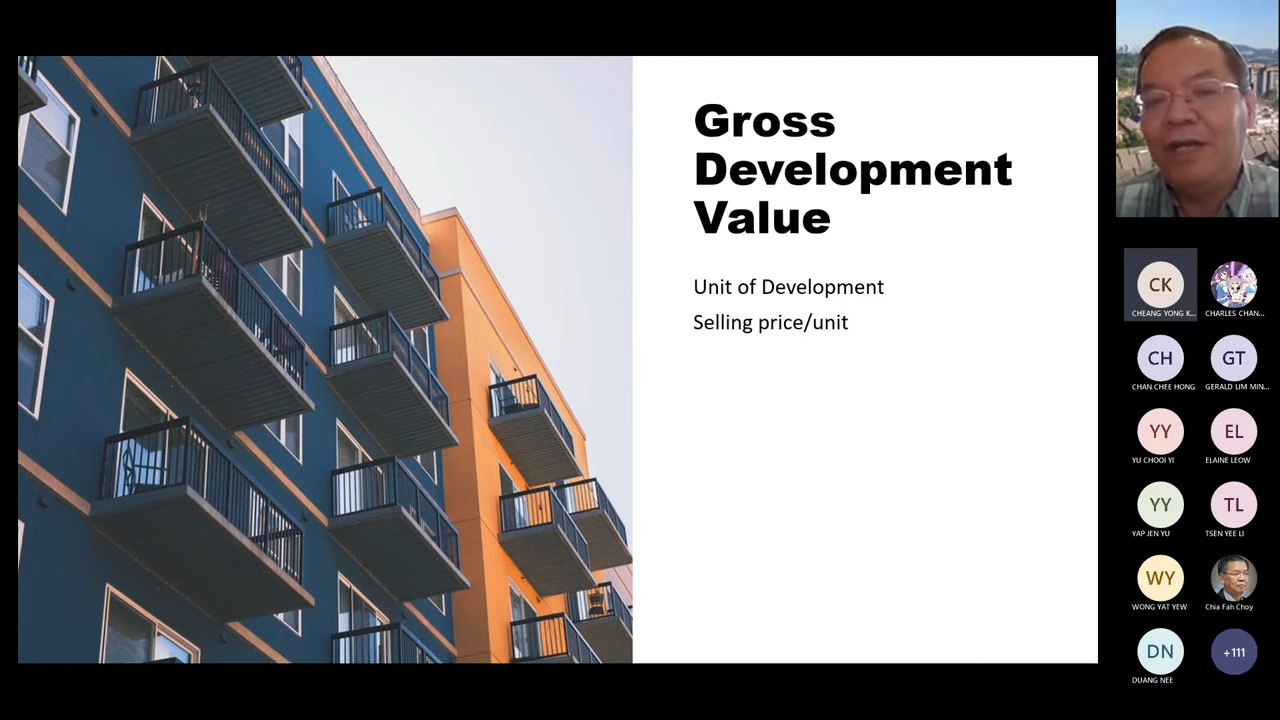 Gross
Development
Value
Unit of Development
Selling price/unit
CK
CHEANG YONG K...
CHARLES CHAN...
CH
CHAN CHEE HONG
GT
GERALD LIM MIN...
YY
YU CHOOI YI
EL
ELAINE LEOW
YY
YAP JEN YU
TL
TSEN YEE LI
WY
WONG YAT YEW
Chia Fah Choy
DN
DUANG NEE
+111